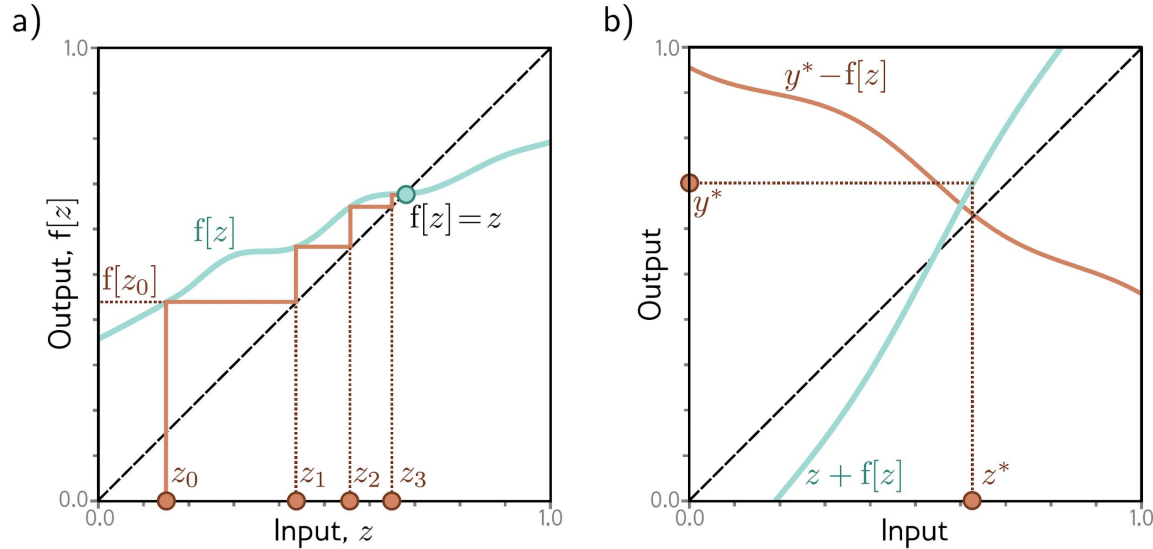 a)
1.0
Output, f[z]
f[z]
f[z]=z
f[z₀]
z₀
z₁
z₂
z₃
0.0
0.0
1.0
Input, z
b)
1.0
y* − f[z]
y*
Output
z + f[z]
z*
0.0
0.0
1.0
Input